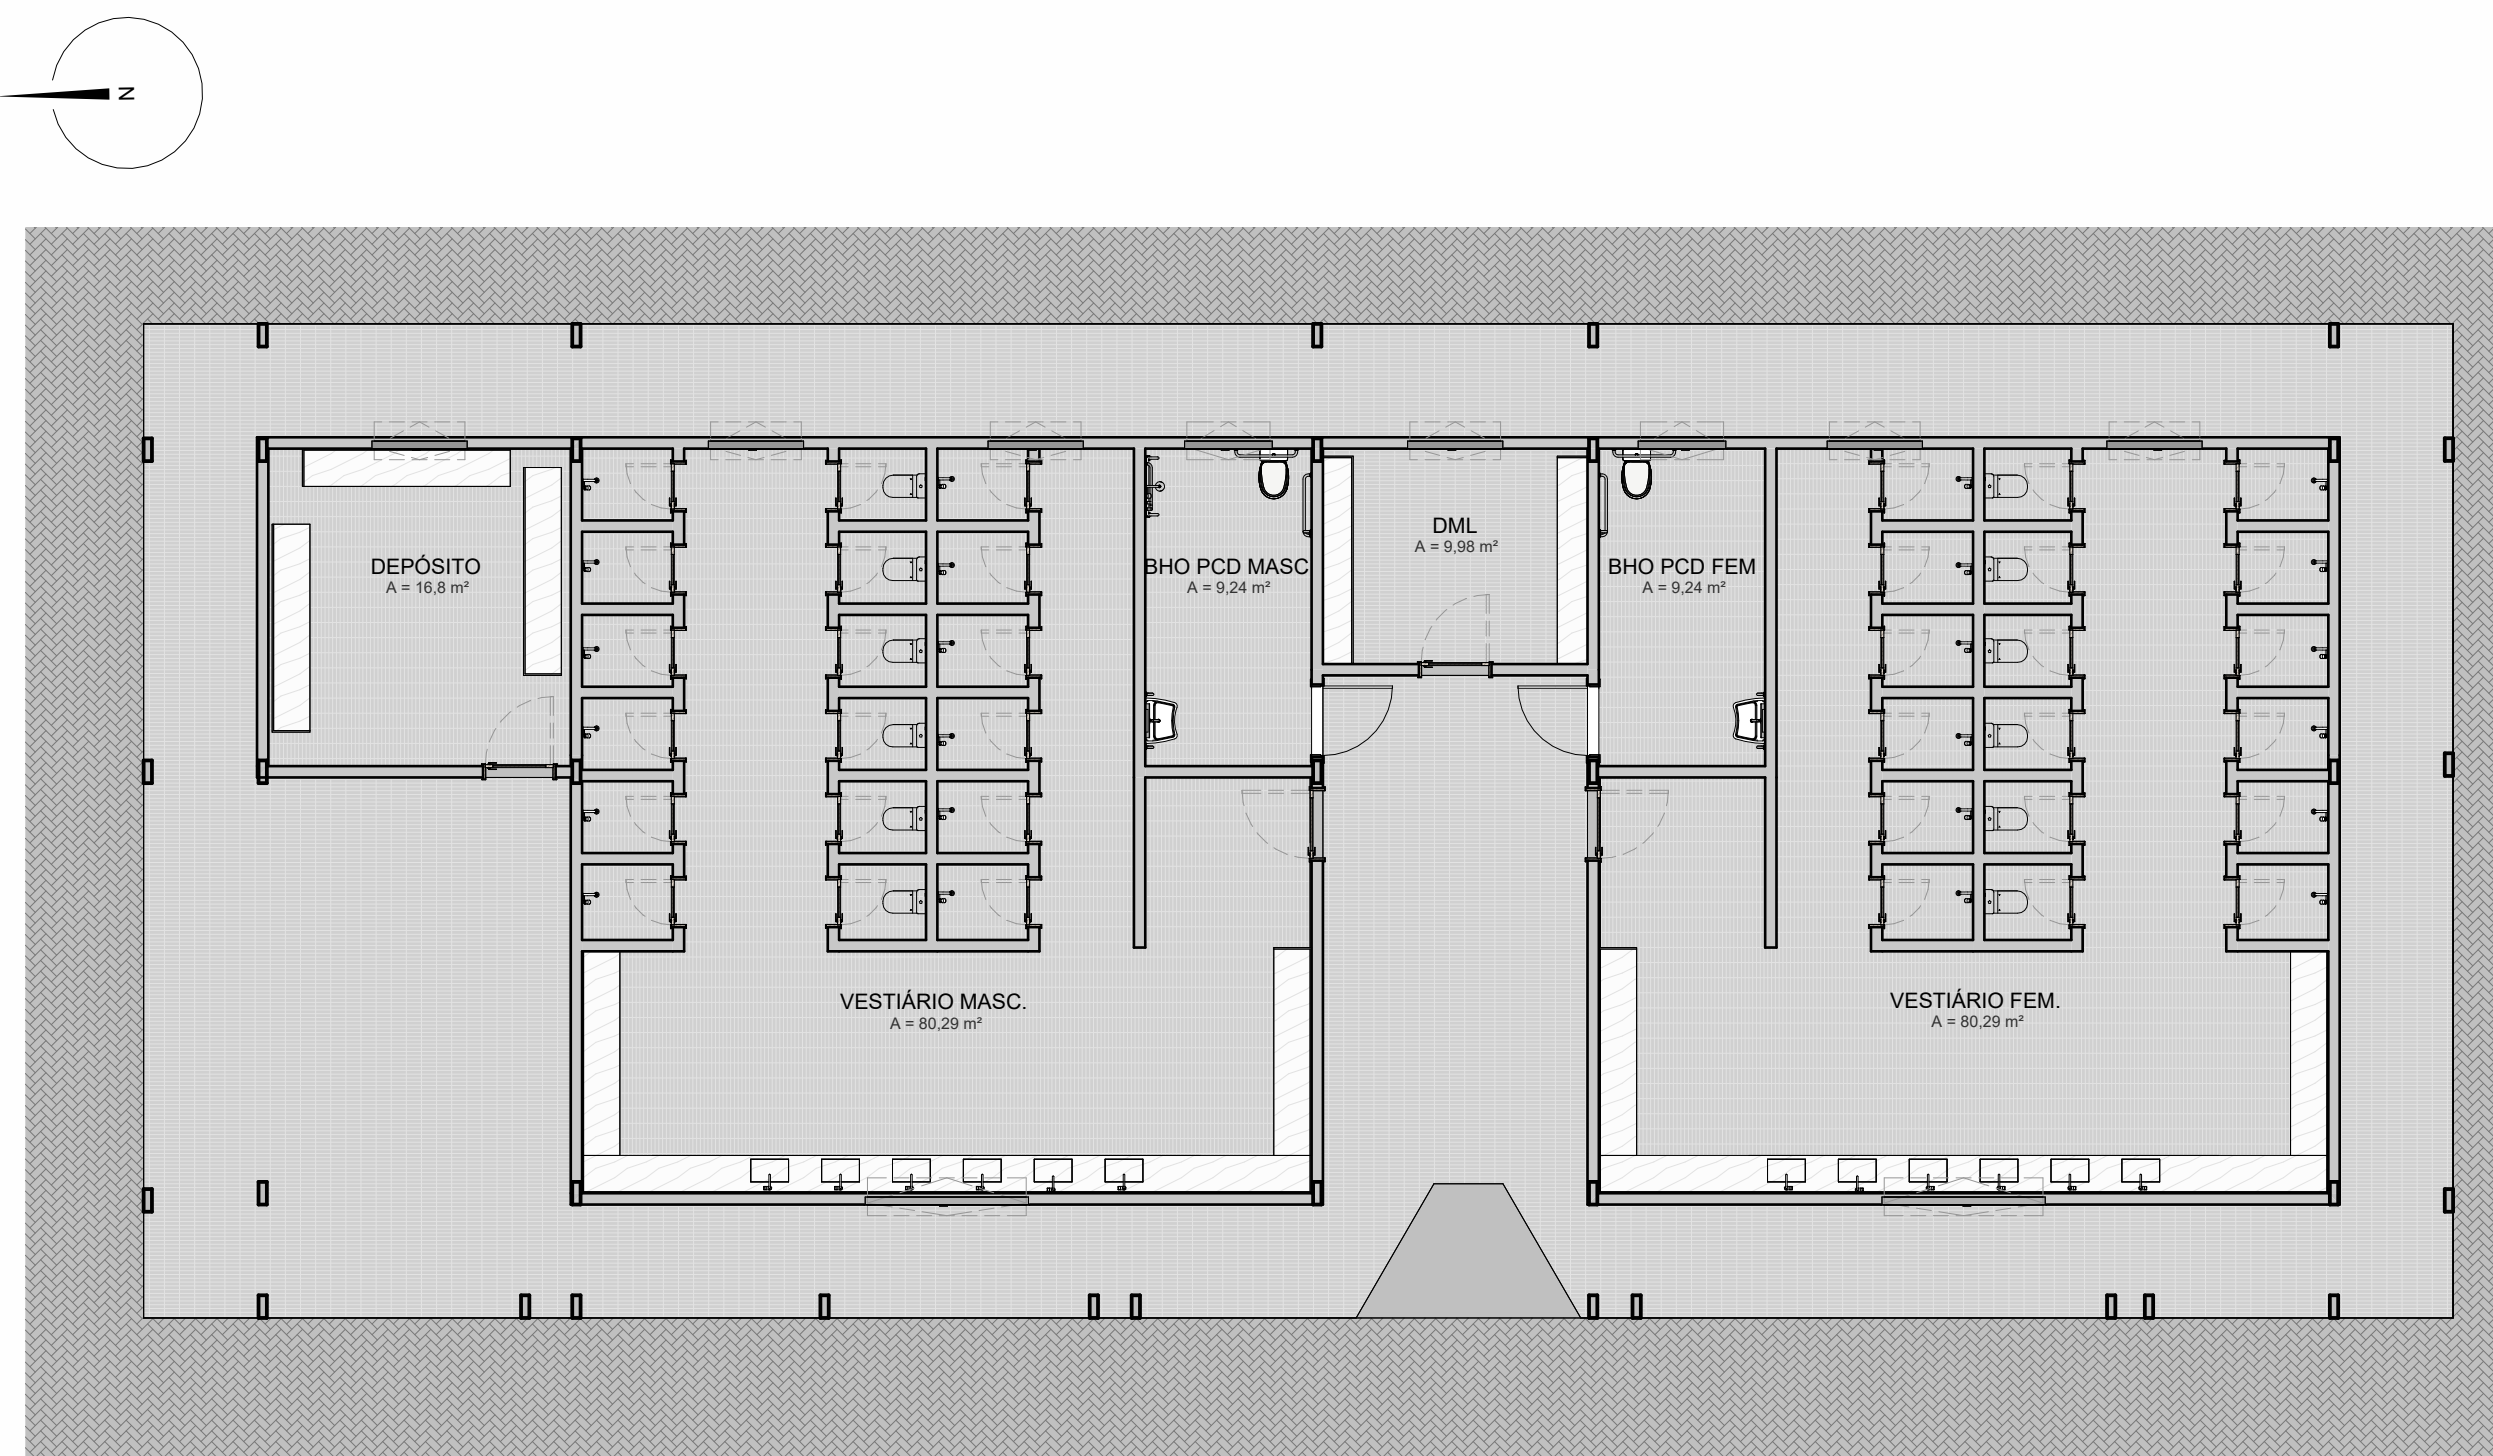 N
DML
A = 9,98 m²
DEPÓSITO
A = 16,8 m²
BHO PCD MASC
A = 9,24 m²
BHO PCD FEM
A = 9,24 m²
VESTIÁRIO MASC.
A = 80,29 m²
VESTIÁRIO FEM.
A = 80,29 m²